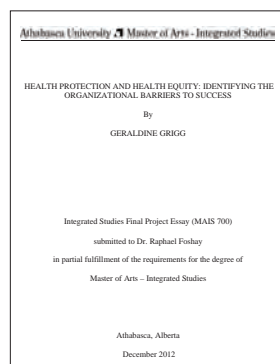 Athabasca University Master of Arts - Integrated Studies
HEALTH PROTECTION AND HEALTH EQUITY: IDENTIFYING THE
ORGANIZATIONAL BARRIERS TO SUCCESS
By
GERALDINE GRIGG
Integrated Studies Final Project Essay (MAIS 700)
submitted to Dr. Raphael Foshay
in partial fulfillment of the requirements for the degree of
Master of Arts – Integrated Studies
Athabasca, Alberta
December 2012